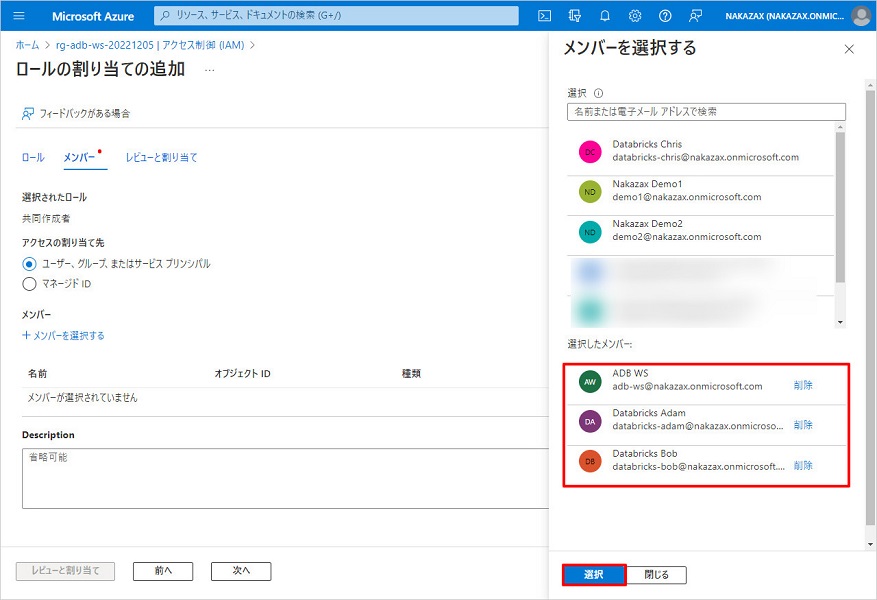 Microsoft Azure
リソース、サービス、ドキュメントの検索 (G+/)
NAKAZAX (NAKAZAX.ONMIC...
ホーム > rg-adb-ws-20221205 | アクセス制御 (IAM) >
ロールの割り当ての追加 ...
フィードバックがある場合
ロール メンバー レビューと割り当て
選択されたロール
共同作成者
アクセスの割り当て先
ユーザー、グループ、またはサービス プリンシパル
マネージド ID
メンバー
+ メンバーを選択する
名前 オブジェクト ID 種類
メンバーが選択されていません
Description
省略可能
レビューと割り当て 前へ 次へ
メンバーを選択する
選択
名前または電子メール アドレスで検索
DC
Databricks Chris
databricks-chris@nakazax.onmicrosoft.com
ND
Nakazax Demo1
demo1@nakazax.onmicrosoft.com
ND
Nakazax Demo2
demo2@nakazax.onmicrosoft.com
選択したメンバー:
AW
ADB WS
adb-ws@nakazax.onmicrosoft.com
削除
DA
Databricks Adam
databricks-adam@nakazax.onmicroso...
削除
DB
Databricks Bob
databricks-bob@nakazax.onmicrosoft....
削除
選択 閉じる